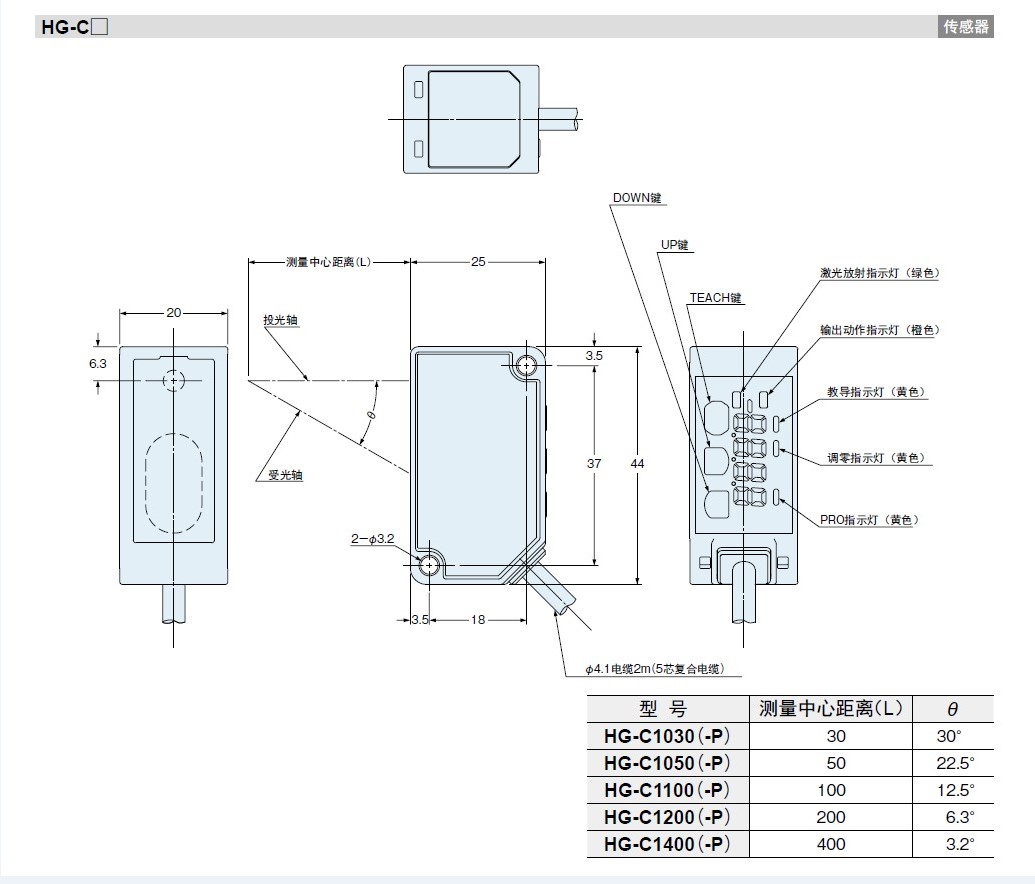 HG-C□
传感器
DOWN键
UP键
TEACH键
测量中心距离(L)
25
激光放射指示灯（绿色）
20
投光轴
输出动作指示灯（橙色）
6.3
3.5
教导指示灯（黄色）
θ
37
44
调零指示灯（黄色）
受光轴
PRO指示灯（黄色）
2-φ3.2
3.5
18
φ4.1电缆2m(5芯复合电缆)
型 号 测量中心距离(L) θ
HG-C1030(-P) 30 30°
HG-C1050(-P) 50 22.5°
HG-C1100(-P) 100 12.5°
HG-C1200(-P) 200 6.3°
HG-C1400(-P) 400 3.2°